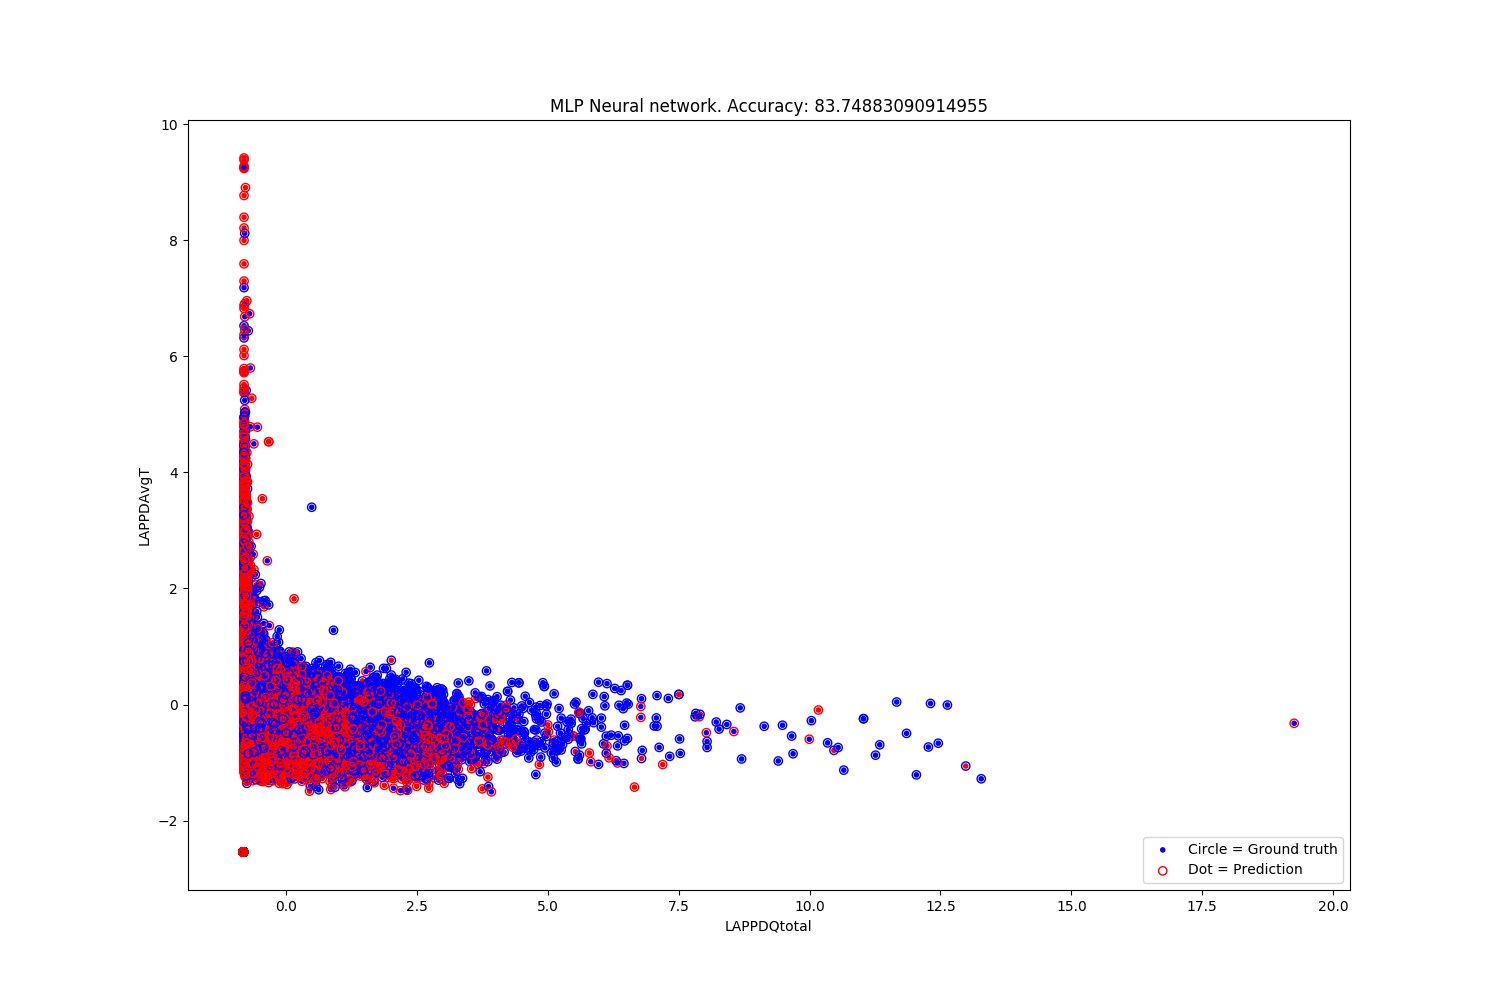 MLP Neural network. Accuracy: 83.74883090914955
10
8
6
4
2
0
−2
LAPPDAvgT
0.0 2.5 5.0 7.5 10.0 12.5 15.0 17.5 20.0
LAPPDQtotal
Circle = Ground truth
Dot = Prediction